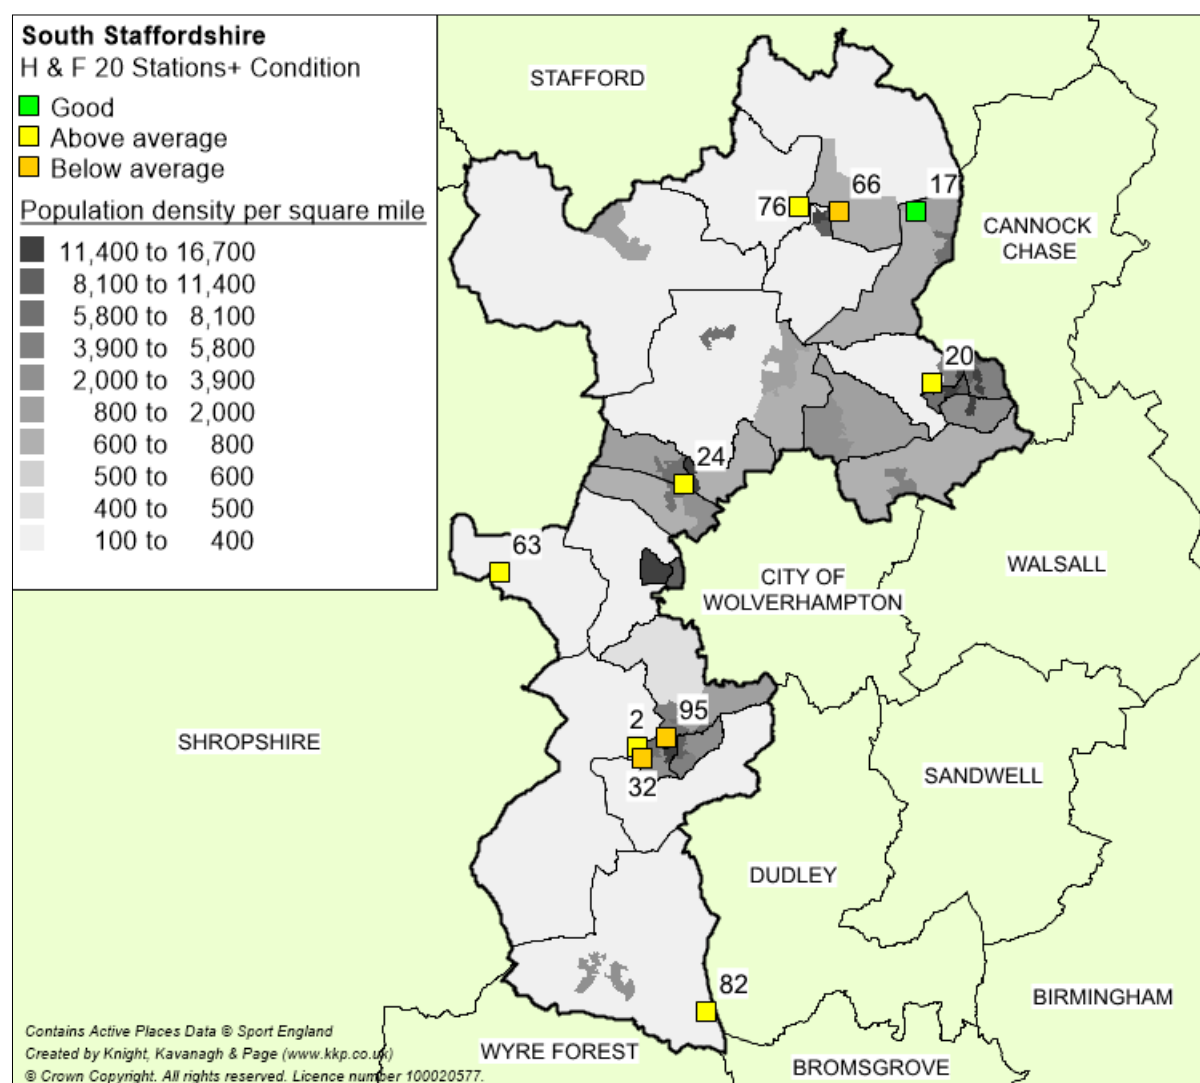 South Staffordshire
H & F 20 Stations+ Condition
Good
Above average
Below average
Population density per square mile
11,400 to 16,700
8,100 to 11,400
5,800 to 8,100
3,900 to 5,800
2,000 to 3,900
800 to 2,000
600 to 800
500 to 600
400 to 500
100 to 400
STAFFORD
66
17
76
CANNOCK
CHASE
20
24
63
WALSALL
CITY OF
WOLVERHAMPTON
95
2
SHROPSHIRE
SANDWELL
32
DUDLEY
82
BIRMINGHAM
WYRE FOREST
BROMSGROVE
Contains Active Places Data © Sport England
Created by Knight, Kavanagh & Page (www.kkp.co.uk)
© Crown Copyright. All rights reserved. Licence number 100020577.